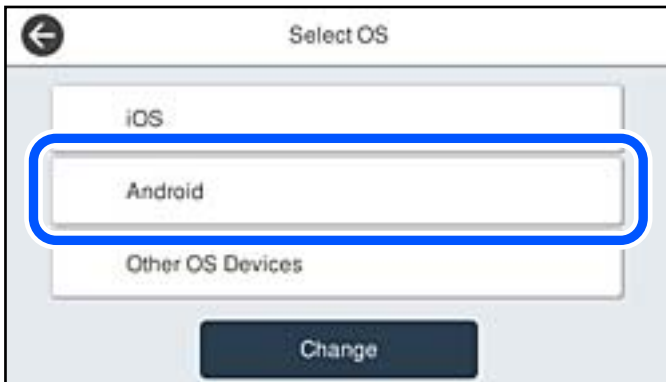 Select OS
iOS
Android
Other OS Devices
Change